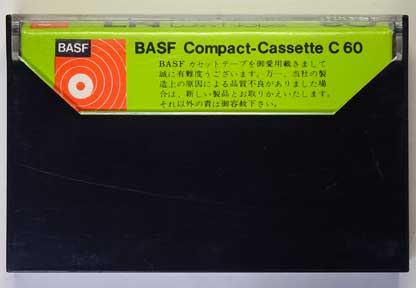 BASF
BASF Compact-Cassette C 60
BASF カセットテープを御愛用戴きまして
誠に有難度うございます。万一、当社の製
造上の原因による品質不良がありました場
合は、新しい製品とお取りかえいたします。
それ以外の責は御容赦下さい。